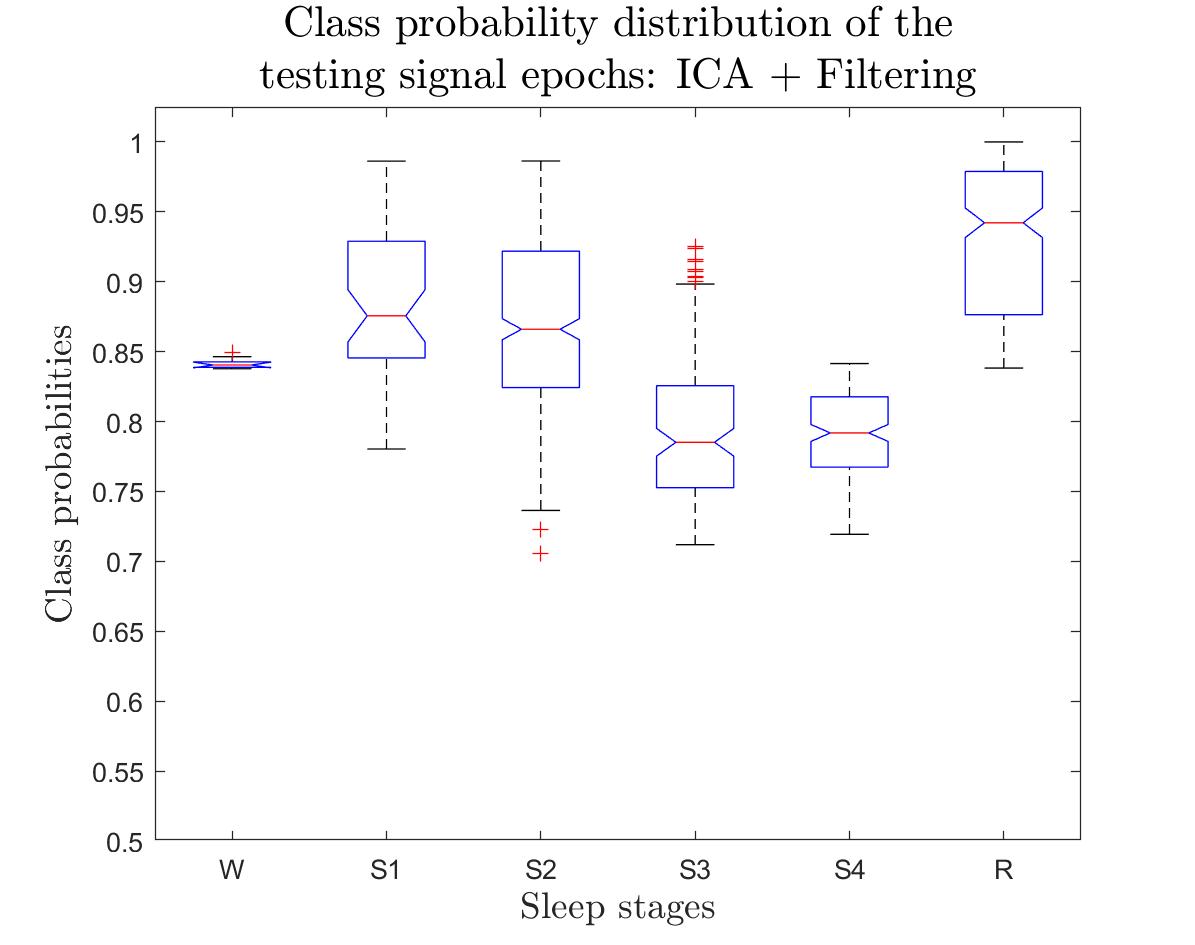 Class probability distribution of the
testing signal epochs: ICA + Filtering
Class probabilities
1
0.95
0.9
0.85
0.8
0.75
0.7
0.65
0.6
0.55
0.5
W S1 S2 S3 S4 R
Sleep stages